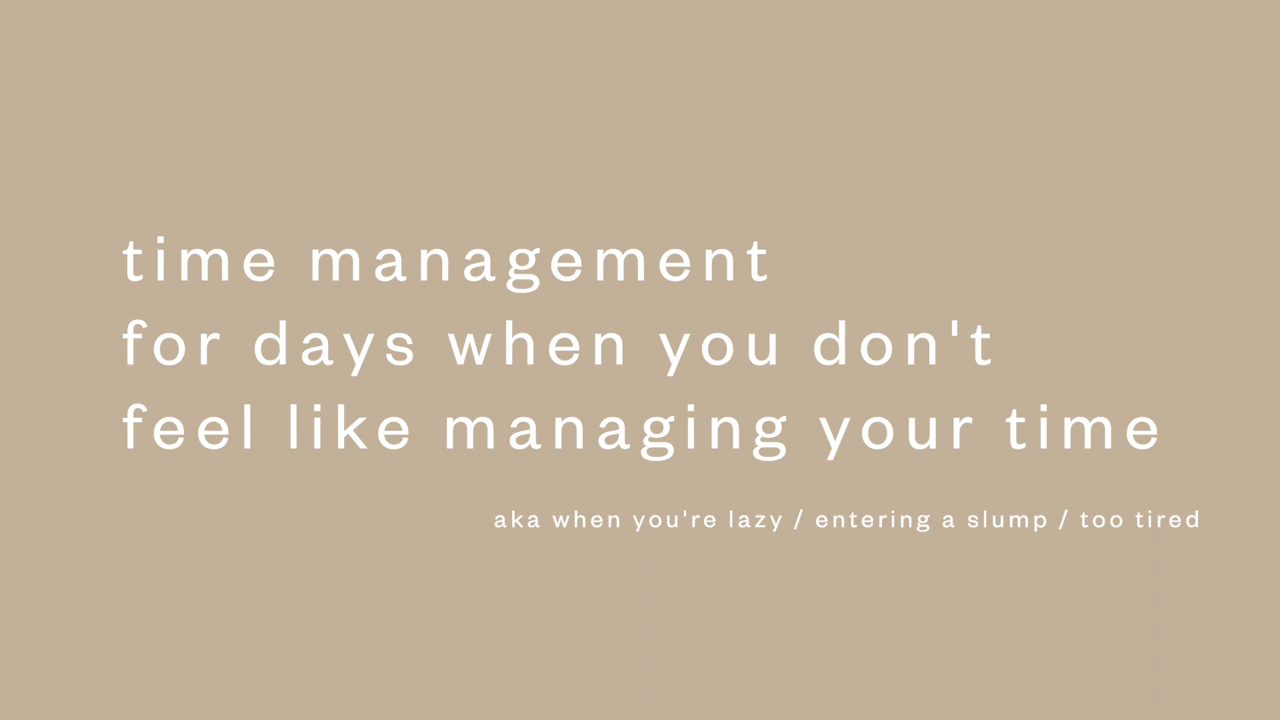 time management
for days when you don't
feel like managing your time
aka when you're lazy / entering a slump / too tired